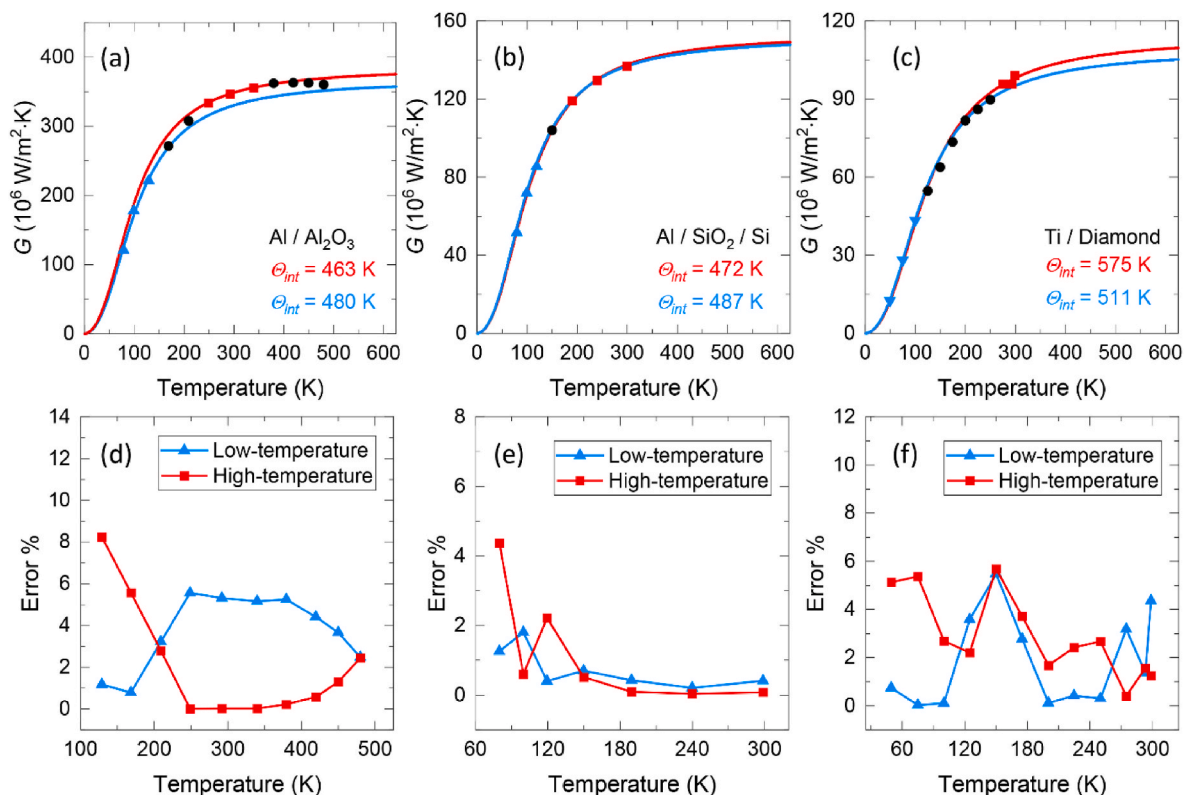 (a)
400
300
200
100
0
G (10⁶ W/m²·K)
Al / Al₂O₃
Θint = 463 K
Θint = 480 K
0 100 200 300 400 500 600
Temperature (K)
(b)
160
120
80
40
0
G (10⁶ W/m²·K)
Al / SiO₂ / Si
Θint = 472 K
Θint = 487 K
0 100 200 300 400 500 600
Temperature (K)
(c)
120
90
60
30
0
G (10⁶ W/m²·K)
Ti / Diamond
Θint = 575 K
Θint = 511 K
0 100 200 300 400 500 600
Temperature (K)
(d)
Low-temperature
High-temperature
14
12
10
8
6
4
2
0
Error %
100 200 300 400 500
Temperature (K)
(e)
Low-temperature
High-temperature
8
6
4
2
0
Error %
60 120 180 240 300
Temperature (K)
(f)
Low-temperature
High-temperature
12
10
8
6
4
2
0
Error %
60 120 180 240 300
Temperature (K)